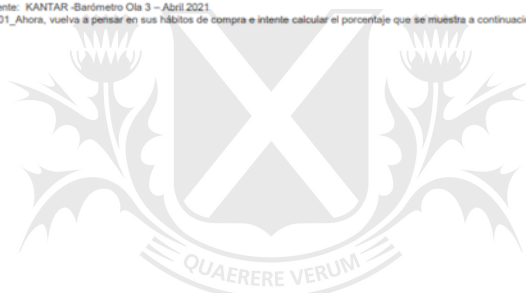 ente: KANTAR -Barómetro Ola 3 – Abril 2021
01_Ahora, vuelva a pensar en sus hábitos de compra e intente calcular el porcentaje que se muestra a continuació
QUAERERE VERUM